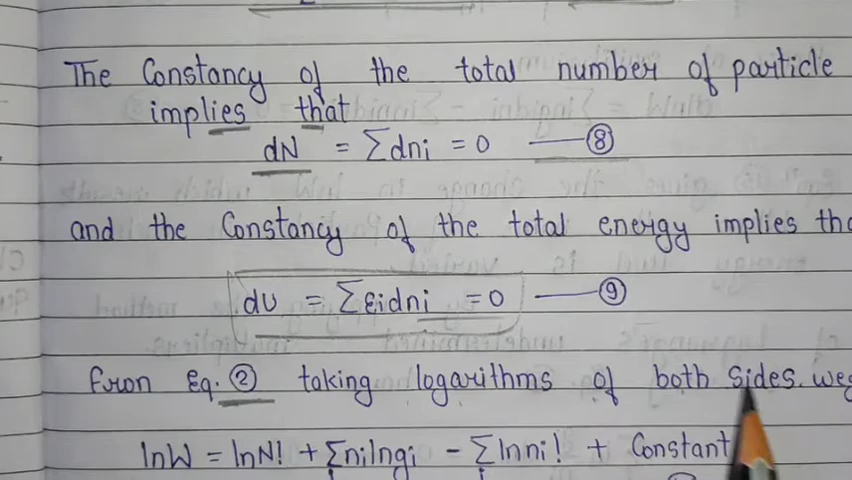 The Constancy of the total number of particle
implies that
dN = ∑dni = 0 —— ⑧
and the Constancy of the total energy implies tha
dU = ∑εidni = 0 —— ⑨
from Eq. ② taking logarithms of both sides. we
lnW = lnN! + ∑nilngi - ∑lnni! + Constant